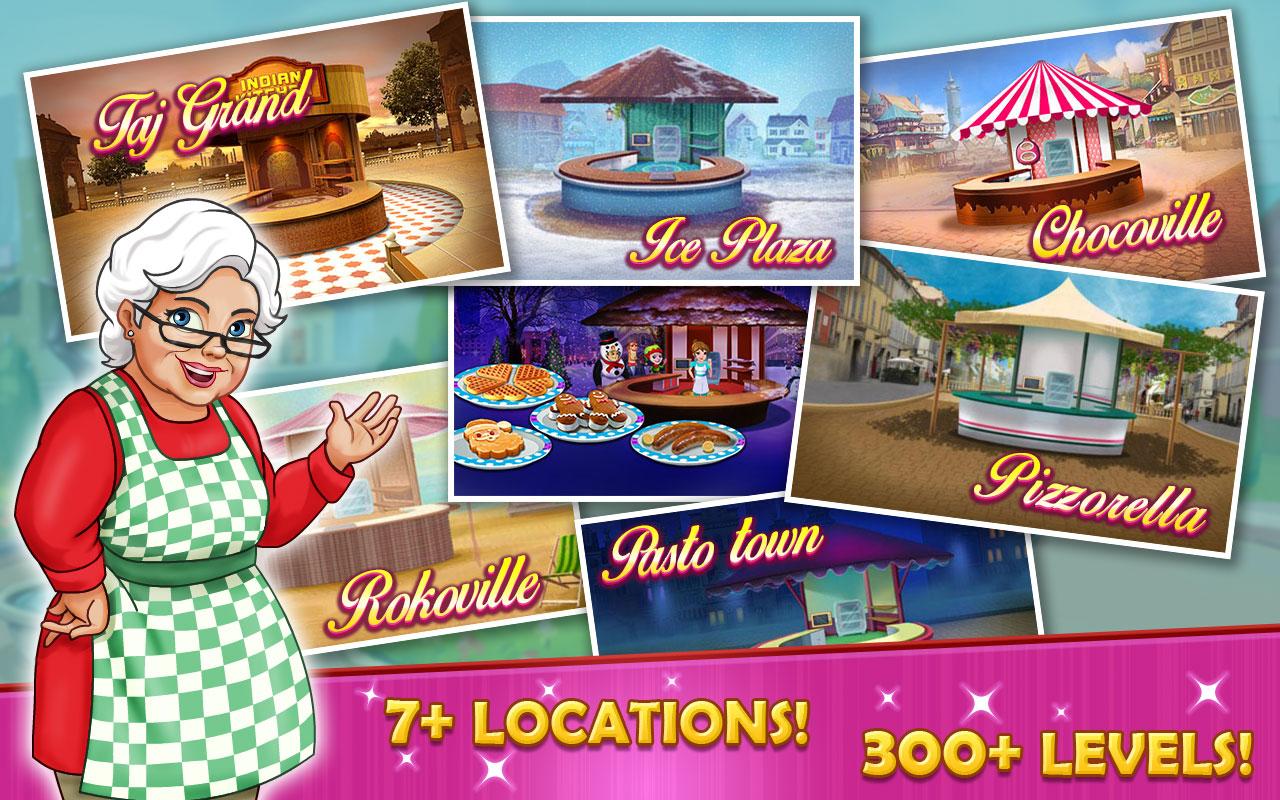 INDIAN
Taj Grand
Ice Plaza
Chocoville
Pizzorella
Rokoville
Pasto town
7+ LOCATIONS!
300+ LEVELS!